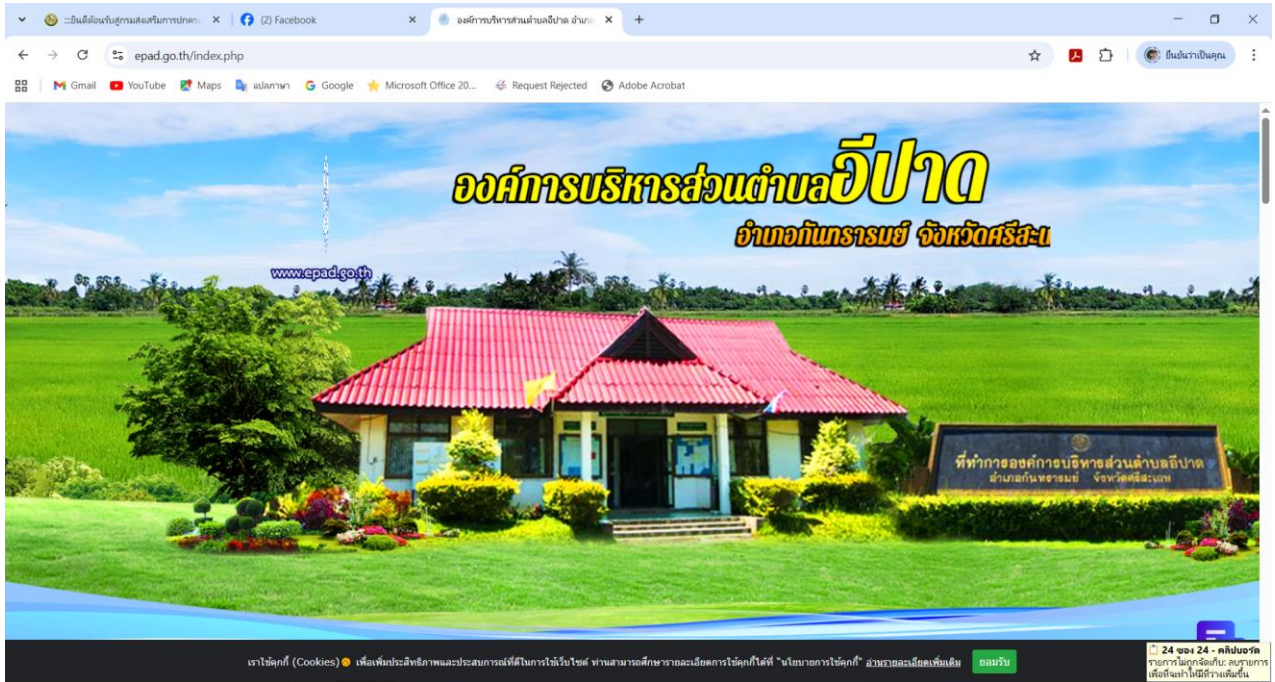 :::ยินดีต้อนรับสู่กรมส่งเสริมการปกคร
(2) Facebook
องค์การบริหารส่วนตำบลอีปาด อำเภ
epad.go.th/index.php
ยืนยันว่าเป็นคุณ
Gmail
YouTube
Maps
แปลภาษา
Google
Microsoft Office 20...
Request Rejected
Adobe Acrobat
องค์การบริหารส่วนตำบลอีปาด
อำเภอกันทรารมย์ จังหวัดศรีสะเ
www.epad.go.th
ที่ทำการองค์การบริหารส่วนตำบลอีปาด
อำเภอกันทรารมย์ จังหวัดศรีสะเกษ
เราใช้คุกกี้ (Cookies) เพื่อเพิ่มประสิทธิภาพและประสบการณ์ที่ดีในการใช้เว็บไซต์ ท่านสามารถศึกษารายละเอียดการใช้คุกกี้ได้ที่ "นโยบายการใช้คุกกี้" อ่านรายละเอียดเพิ่มเติม ยอมรับ
24 ของ 24 - คลิปบอร์ด
รายการไม่ถูกจัดเก็บ: ลบรายการ
เพื่อที่จะทำให้มีที่ว่างเพิ่มขึ้น